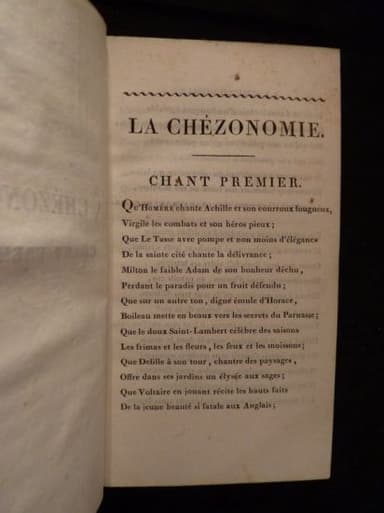 LA CHÉZONOMIE.
CHANT PREMIER.
QU'HOMÈRE chante Achille et son courroux fougueux,
Virgile les combats et son héros pieux;
Que Le Tasse avec pompe et non moins d'élégance
De la sainte cité chante la délivrance;
Milton le faible Adam de son bonheur déchu,
Perdant le paradis pour un fruit défendu;
Que sur un autre ton, digne émule d'Horace,
Boileau mette en beaux vers les secrets du Parnasse;
Que le doux Saint-Lambert célèbre des saisons
Les frimas et les fleurs, les feux et les moissons;
Que Delille à son tour, chantre des paysages,
Offre dans ses jardins un élysée aux sages;
Que Voltaire en jouant récite les hauts faits
De la jeune beauté si fatale aux Anglais;